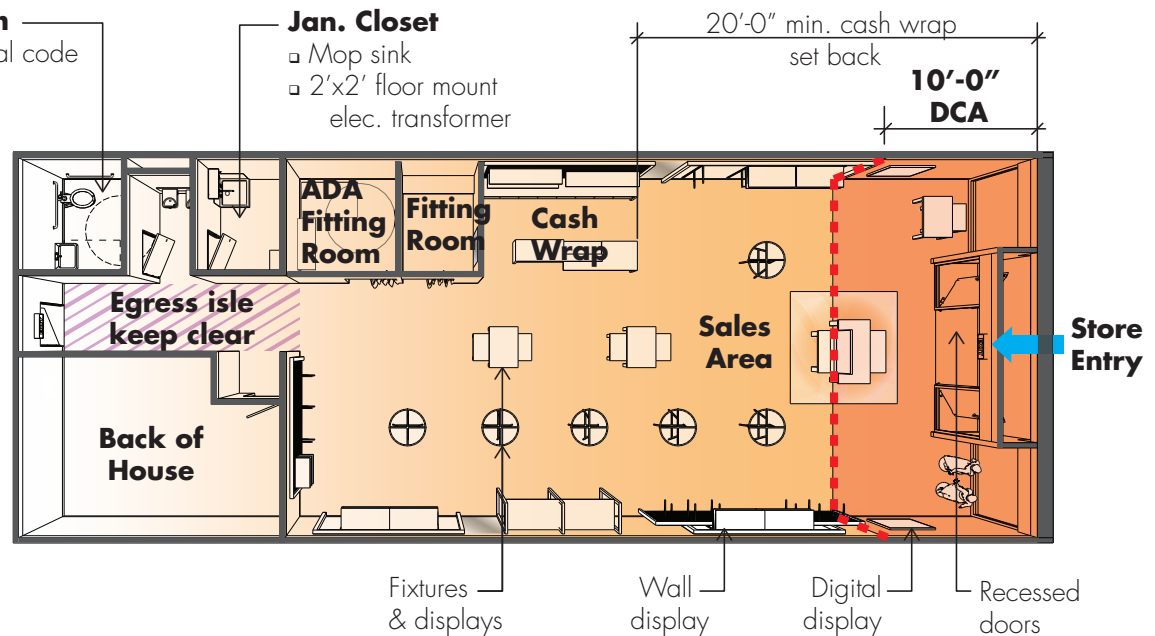 al code
Jan. Closet
Mop sink
2’x2’ floor mount
elec. transformer
20’-0” min. cash wrap
set back
10’-0”
DCA
ADA
Fitting
Room
Fitting
Room
Cash
Wrap
Egress isle
keep clear
Sales
Area
Store
Entry
Back of
House
Fixtures
& displays
Wall
display
Digital
display
Recessed
doors